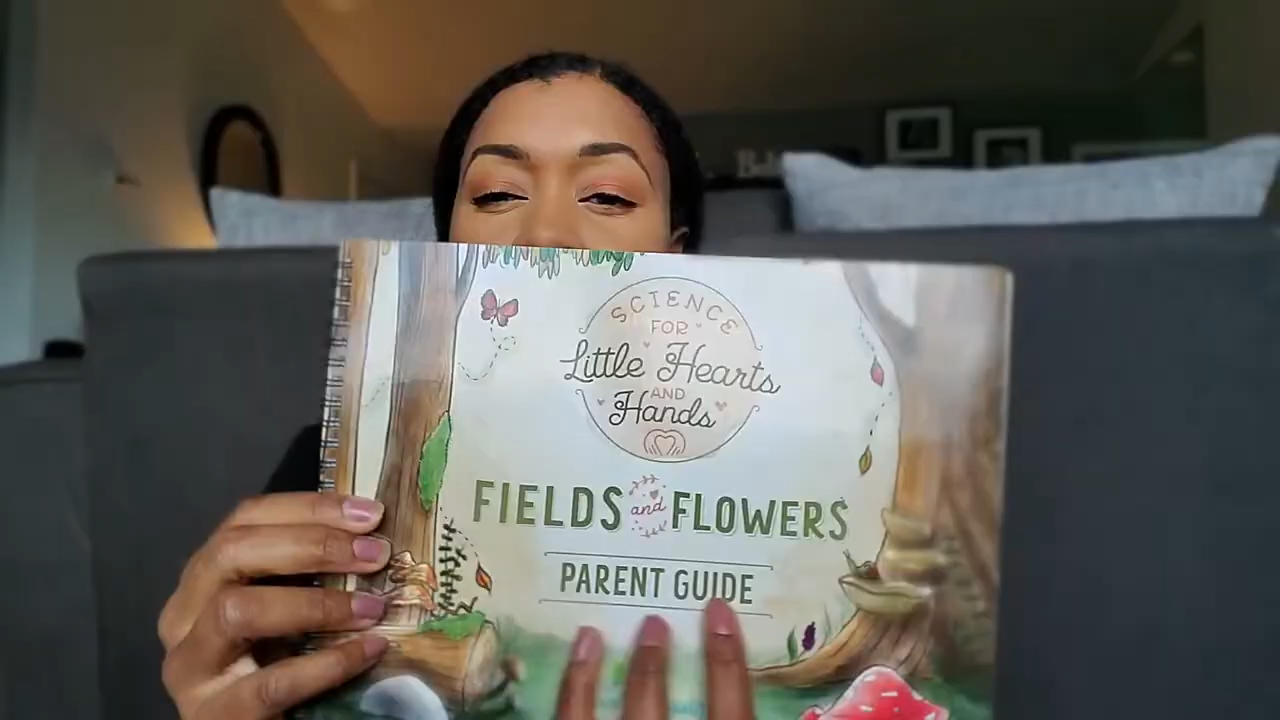 SCIENCE
FOR
Little Hearts
AND
Hands
FIELDS and FLOWERS
PARENT GUIDE